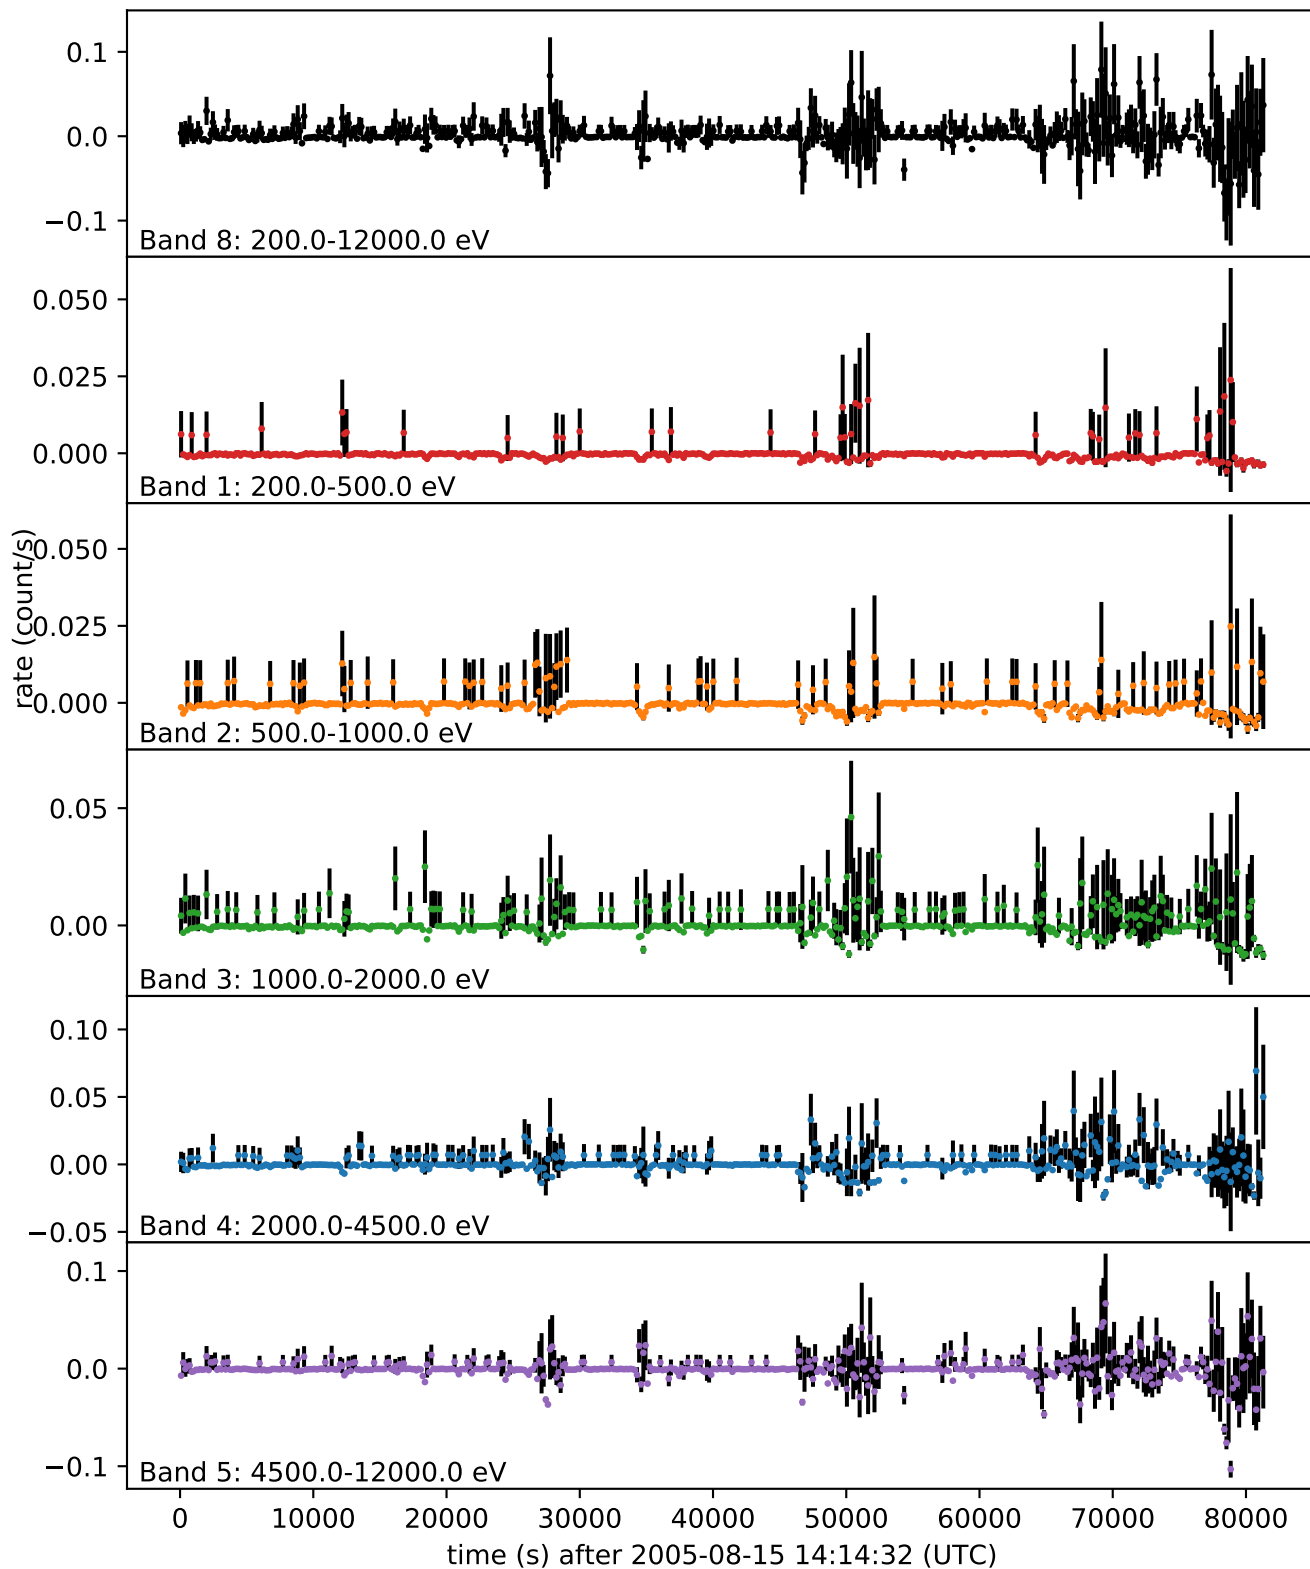 0.1
0.0
−0.1
Band 8: 200.0-12000.0 eV
0.050
0.025
0.000
Band 1: 200.0-500.0 eV
rate (count/s)
0.050
0.025
0.000
Band 2: 500.0-1000.0 eV
0.05
0.00
Band 3: 1000.0-2000.0 eV
0.10
0.05
0.00
−0.05
Band 4: 2000.0-4500.0 eV
0.1
0.0
−0.1
Band 5: 4500.0-12000.0 eV
0 10000 20000 30000 40000 50000 60000 70000 80000
time (s) after 2005-08-15 14:14:32 (UTC)